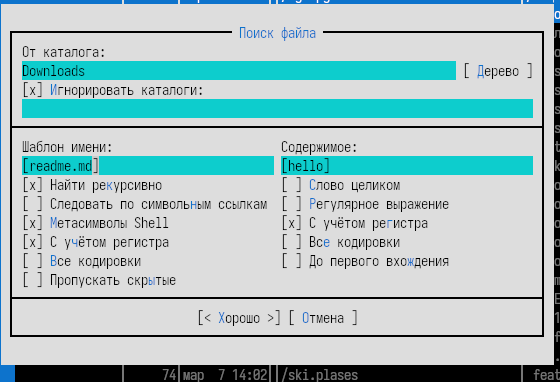 Поиск файла
От каталога:
Downloads [ Дерево ]
[x] Игнорировать каталоги:
Шаблон имени: Содержимое:
[readme.md] [hello]
[x] Найти рекурсивно [ ] Слово целиком
[ ] Следовать по символьным ссылкам [ ] Регулярное выражение
[x] Метасимволы Shell [x] С учётом регистра
[x] С учётом регистра [ ] Все кодировки
[ ] Все кодировки [ ] До первого вхождения
[ ] Пропускать скрытые
[< Хорошо >] [ Отмена ]
74 мар 7 14:02 /ski.plases feat